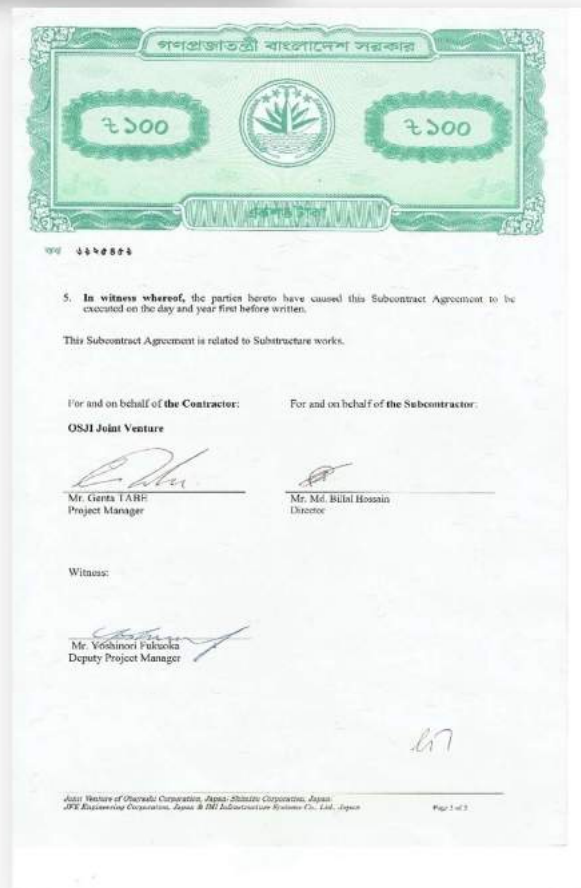 গণপ্রজাতন্ত্রী বাংলাদেশ সরকার
৳১০০
৳১০০
একশত টাকা
5. In witness whereof, the parties hereto have caused this Subcontract Agreement to be
executed on the day and year first before written.
This Subcontract Agreement is related to Substructure works.
For and on behalf of the Contractor:
For and on behalf of the Subcontractor:
OSJI Joint Venture
Mr. Genta TABE
Project Manager
Mr. Md. Billal Hossain
Director
Witness:
Mr. Yoshinori Fukuoka
Deputy Project Manager
Joint Venture of Obayashi Corporation, Japan- Shimizu Corporation, Japan-
JFE Engineering Corporation, Japan & IHI Infrastructure Systems Co., Ltd., Japan